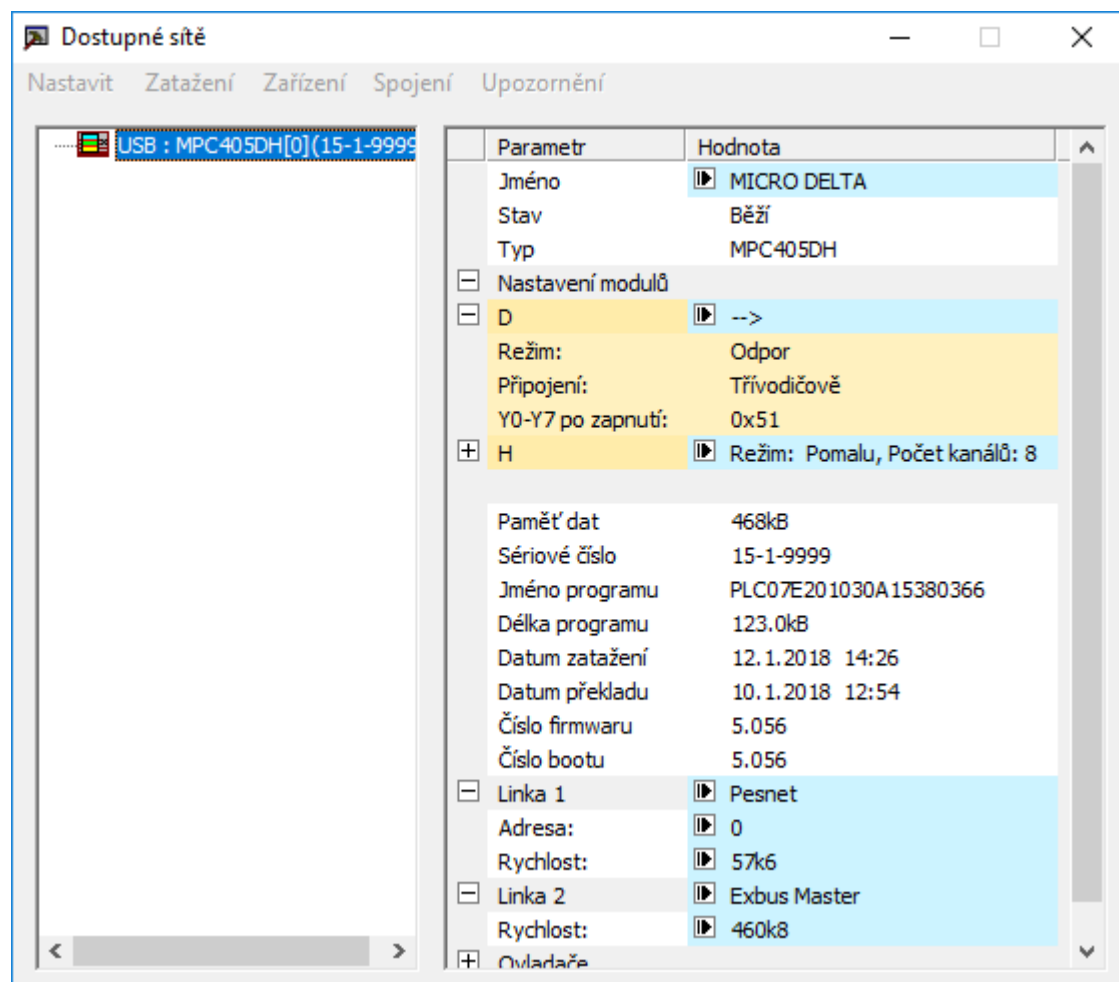 Dostupné sítě
Nastavit Zatažení Zařízení Spojení Upozornění
USB : MPC405DH[0](15-1-9999
Parametr Hodnota
Jméno MICRO DELTA
Stav Běží
Typ MPC405DH
Nastavení modulů
D -->
Režim: Odpor
Připojení: Třívodičově
Y0-Y7 po zapnutí: 0x51
H Režim: Pomalu, Počet kanálů: 8
Paměť dat 468kB
Sériové číslo 15-1-9999
Jméno programu PLC07E201030A15380366
Délka programu 123.0kB
Datum zatažení 12.1.2018 14:26
Datum překladu 10.1.2018 12:54
Číslo firmwaru 5.056
Číslo bootu 5.056
Linka 1 Pesnet
Adresa: 0
Rychlost: 57k6
Linka 2 Exbus Master
Rychlost: 460k8
Ovladače